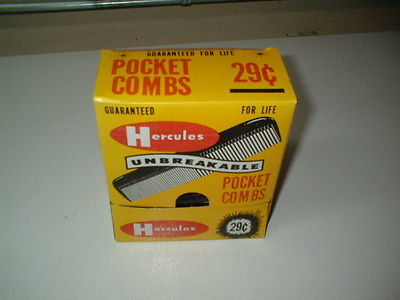 GUARANTEED FOR LIFE
POCKET COMBS 29¢
GUARANTEED FOR LIFE
Hercules
UNBREAKABLE
POCKET COMBS
Hercules 29¢